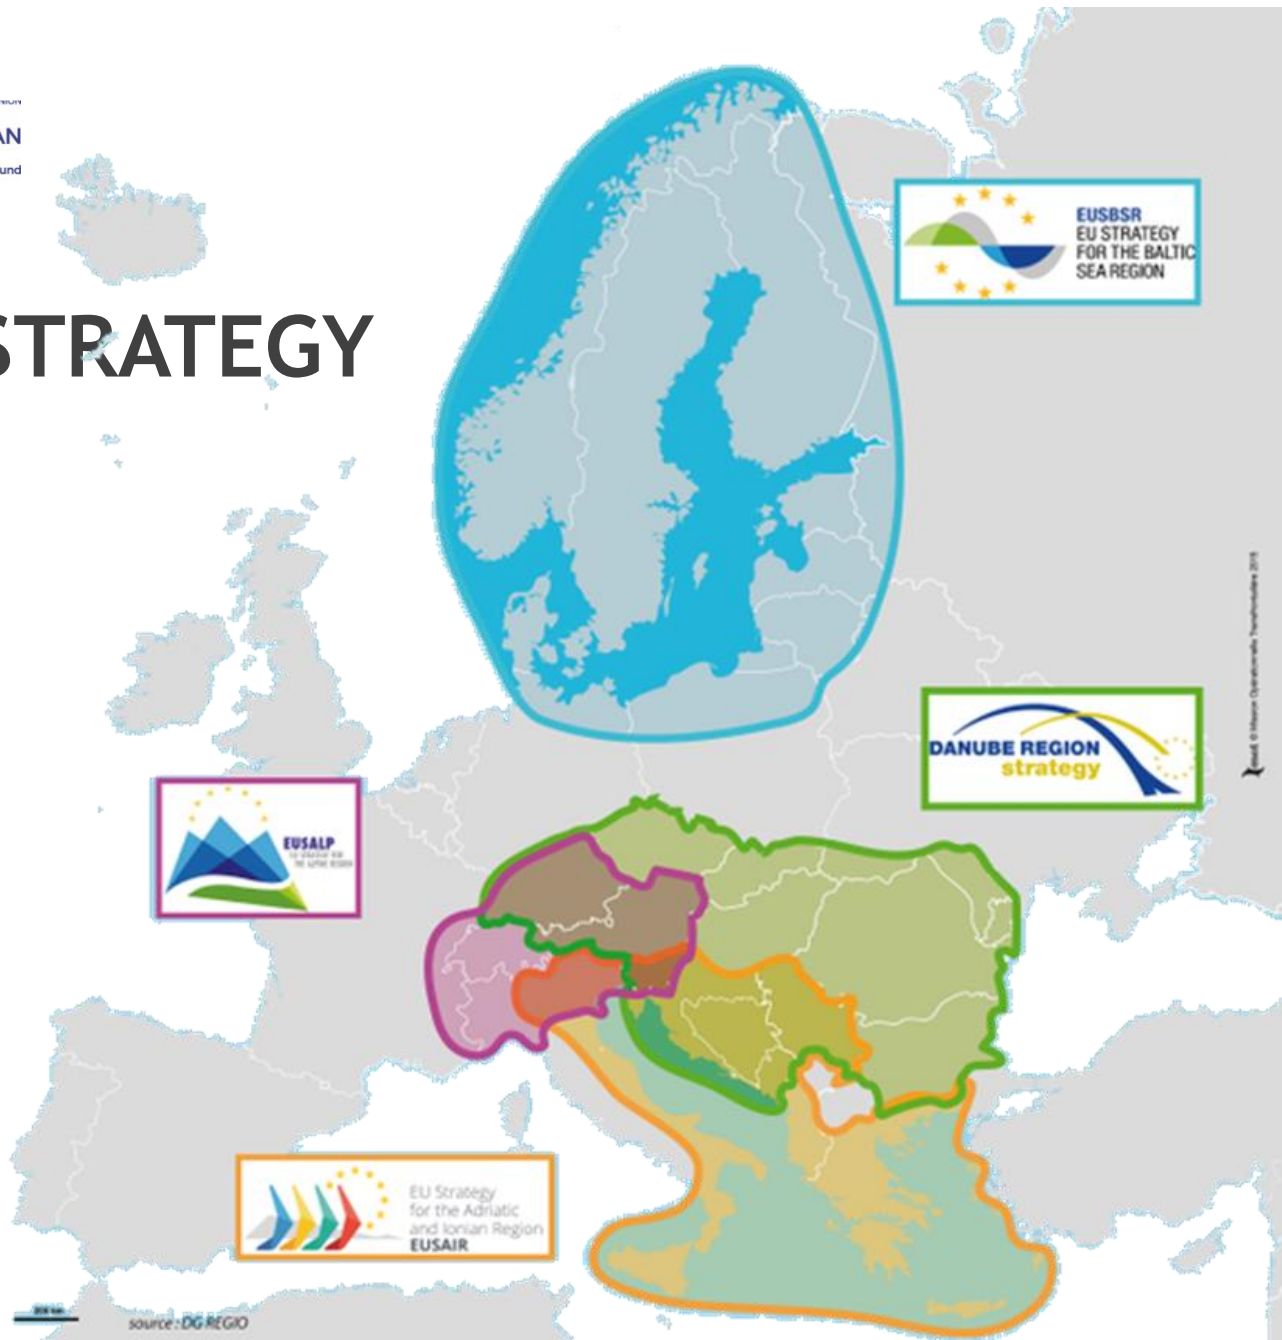 AN
und
STRATEGY
EUSBSR
EU STRATEGY
FOR THE BALTIC
SEA REGION
DANUBE REGION
strategy
EUSALP
EU Strategy
for the Adriatic
and Ionian Region
EUSAIR
source : DG REGIO